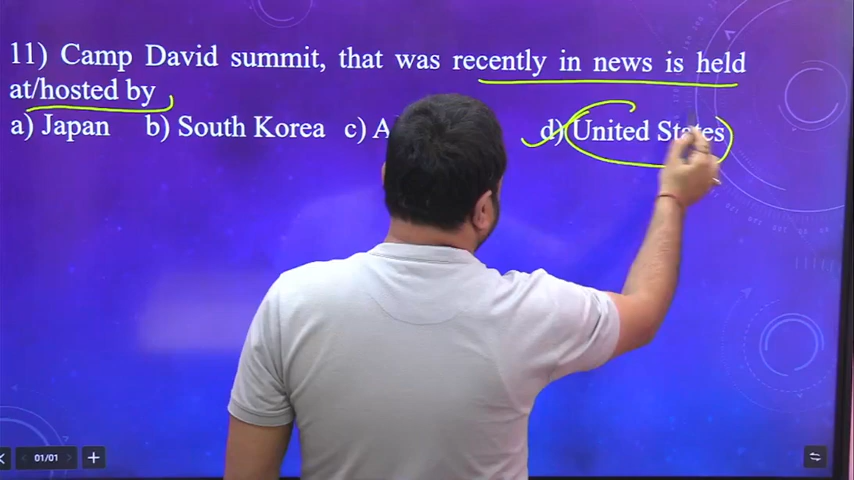 11) Camp David summit, that was recently in news is held
at/hosted by
a) Japan b) South Korea c) A d) United States
01/01